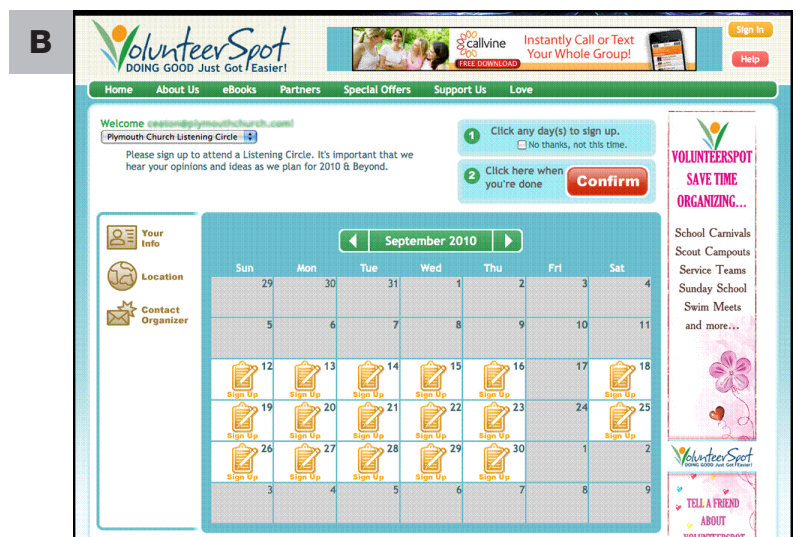 B
VolunteerSpot
DOING GOOD Just Got Easier!
callvine
FREE DOWNLOAD
Instantly Call or Text
Your Whole Group!
Sign In
Help
Home About Us eBooks Partners Special Offers Support Us Love
Welcome
Plymouth Church Listening Circle
Please sign up to attend a Listening Circle. It's important that we
hear your opinions and ideas as we plan for 2010 & Beyond.
1 Click any day(s) to sign up.
No thanks, not this time.
2 Click here when
you're done
Confirm
Your
Info
Location
Contact
Organizer
September 2010
Sun Mon Tue Wed Thu Fri Sat
29 30 31 1 2 3 4
5 6 7 8 9 10 11
12 13 14 15 16 17 18
Sign Up Sign Up Sign Up Sign Up Sign Up Sign Up
19 20 21 22 23 24 25
Sign Up Sign Up Sign Up Sign Up Sign Up Sign Up
26 27 28 29 30 1 2
Sign Up Sign Up Sign Up Sign Up Sign Up
3 4 5 6 7 8 9
VOLUNTEERSPOT
SAVE TIME
ORGANIZING...
School Carnivals
Scout Campouts
Service Teams
Sunday School
Swim Meets
and more...
VolunteerSpot
DOING GOOD Just Got Easier!
TELL A FRIEND
ABOUT
VOLUNTEERSPOT